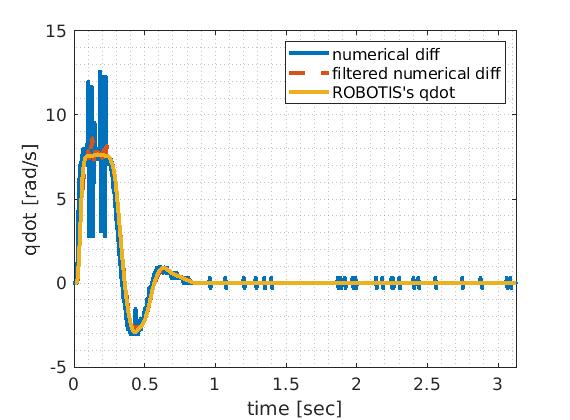 15
10
5
0
-5
qdot [rad/s]
numerical diff
filtered numerical diff
ROBOTIS's qdot
0 0.5 1 1.5 2 2.5 3
time [sec]